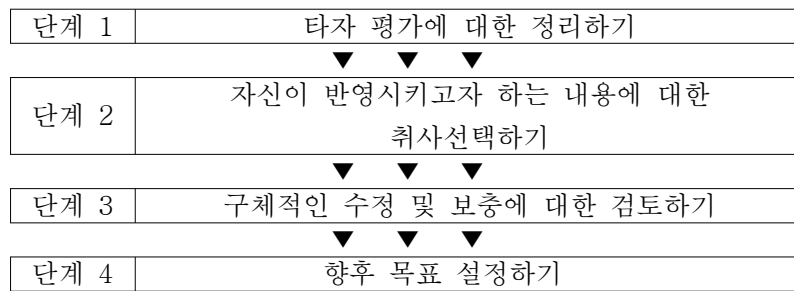 단계 1 타자 평가에 대한 정리하기
▼ ▼ ▼
자신이 반영시키고자 하는 내용에 대한
단계 2
취사선택하기
▼ ▼ ▼
단계 3 구체적인 수정 및 보충에 대한 검토하기
▼ ▼ ▼
단계 4 향후 목표 설정하기